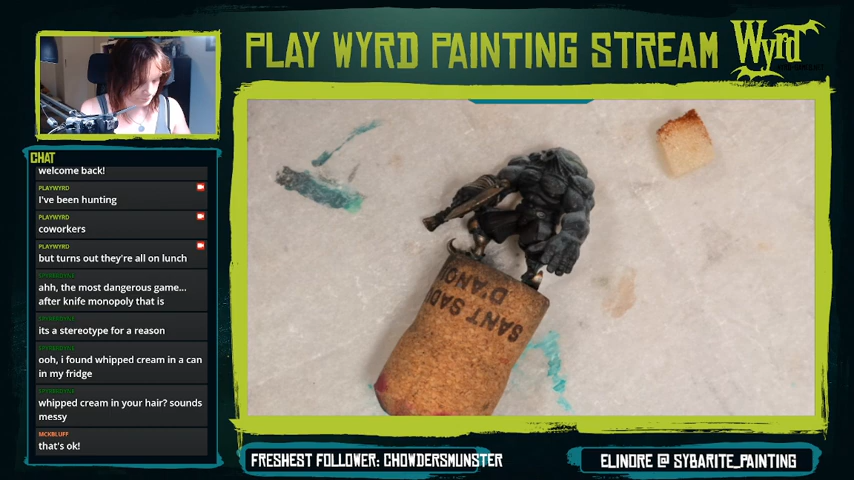 PLAY WYRD PAINTING STREAM
Wyrd
CHAT
welcome back!
PLAYWYRD
I've been hunting
PLAYWYRD
coworkers
PLAYWYRD
but turns out they're all on lunch
ahh, the most dangerous game...
after knife monopoly that is
its a stereotype for a reason
ooh, i found whipped cream in a can
in my fridge
whipped cream in your hair? sounds
messy
MCKBLUFF
that's ok!
SANT SADU
D'ANO
FRESHEST FOLLOWER: CHOWDERSMUNSTER
ELINORE @ SYBARITE_PAINTING